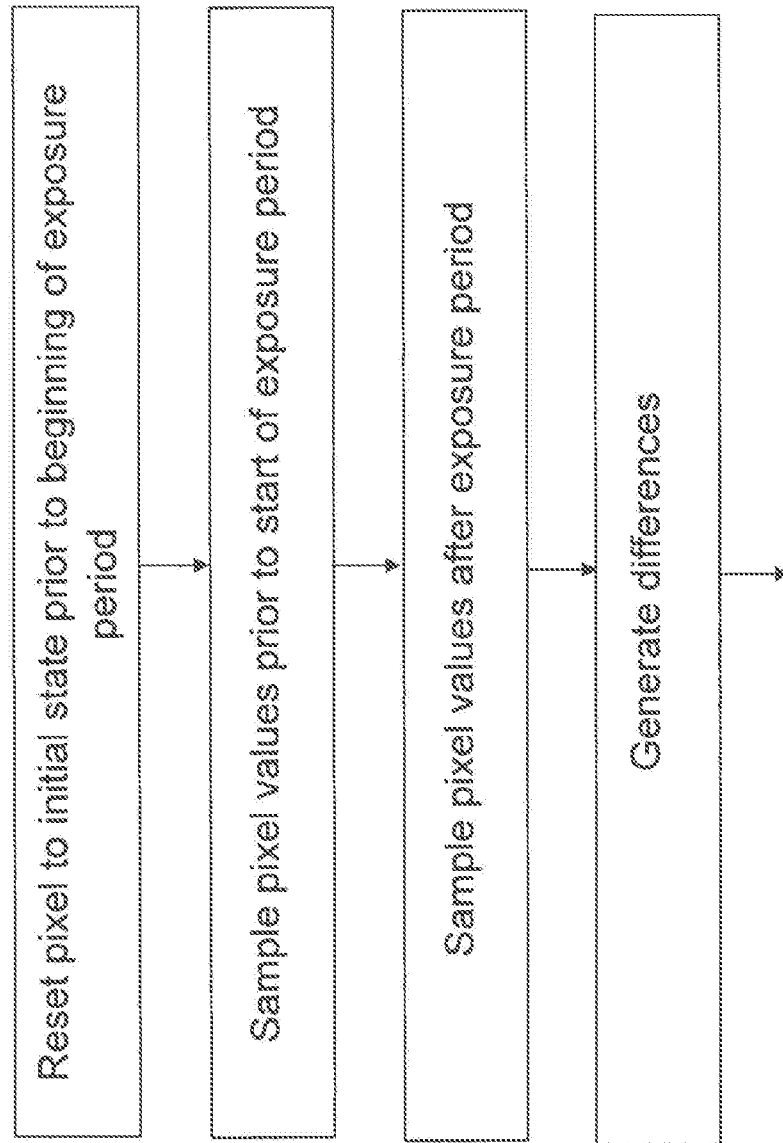 Reset pixel to initial state prior to beginning of exposure
period
Sample pixel values prior to start of exposure period
Sample pixel values after exposure period
Generate differences